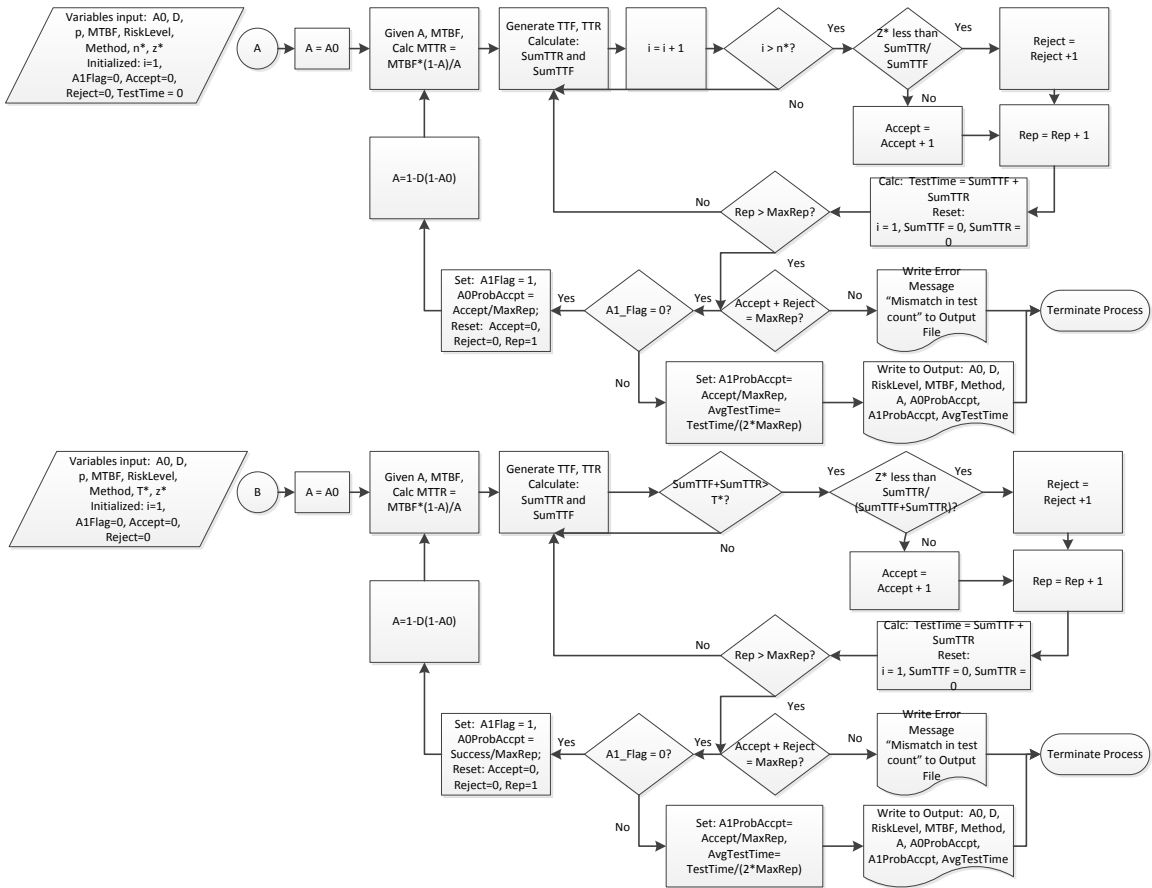 Variables input: A0, D,
p, MTBF, RiskLevel,
Method, n*, z*
Initialized: i=1,
A1Flag=0, Accept=0,
Reject=0, TestTime = 0
A
A = A0
Given A, MTBF,
Calc MTTR =
MTBF*(1-A)/A
Generate TTF, TTR
Calculate:
SumTTR and
SumTTF
i = i + 1
i > n*?
Yes
No
Z* less than
SumTTR/
SumTTF
Yes
No
Reject =
Reject +1
Accept =
Accept + 1
Rep = Rep + 1
A=1-D(1-A0)
Calc: TestTime = SumTTF +
SumTTR
Reset:
i = 1, SumTTF = 0, SumTTR =
0
Rep > MaxRep?
No
Yes
Set: A1Flag = 1,
A0ProbAccpt =
Accept/MaxRep;
Reset: Accept=0,
Reject=0, Rep=1
Yes
A1_Flag = 0?
Yes
Accept + Reject
= MaxRep?
No
Write Error
Message
“Mismatch in test
count” to Output
File
Terminate Process
No
Set: A1ProbAccpt=
Accept/MaxRep,
AvgTestTime=
TestTime/(2*MaxRep)
Write to Output: A0, D,
RiskLevel, MTBF, Method,
A, A0ProbAccpt,
A1ProbAccpt, AvgTestTime
Variables input: A0, D,
p, MTBF, RiskLevel,
Method, T*, z*
Initialized: i=1,
A1Flag=0, Accept=0,
Reject=0
B
A = A0
Given A, MTBF,
Calc MTTR =
MTBF*(1-A)/A
Generate TTF, TTR
Calculate:
SumTTR and
SumTTF
SumTTF+SumTTR>
T*?
Yes
No
Z* less than
SumTTR/
(SumTTF+SumTTR)?
Yes
No
Reject =
Reject +1
Accept =
Accept + 1
Rep = Rep + 1
A=1-D(1-A0)
Calc: TestTime = SumTTF +
SumTTR
Reset:
i = 1, SumTTF = 0, SumTTR =
0
Rep > MaxRep?
No
Yes
Set: A1Flag = 1,
A0ProbAccpt =
Success/MaxRep;
Reset: Accept=0,
Reject=0, Rep=1
Yes
A1_Flag = 0?
Yes
Accept + Reject
= MaxRep?
No
Write Error
Message
“Mismatch in test
count” to Output
File
Terminate Process
No
Set: A1ProbAccpt=
Accept/MaxRep,
AvgTestTime=
TestTime/(2*MaxRep)
Write to Output: A0, D,
RiskLevel, MTBF, Method,
A, A0ProbAccpt,
A1ProbAccpt, AvgTestTime